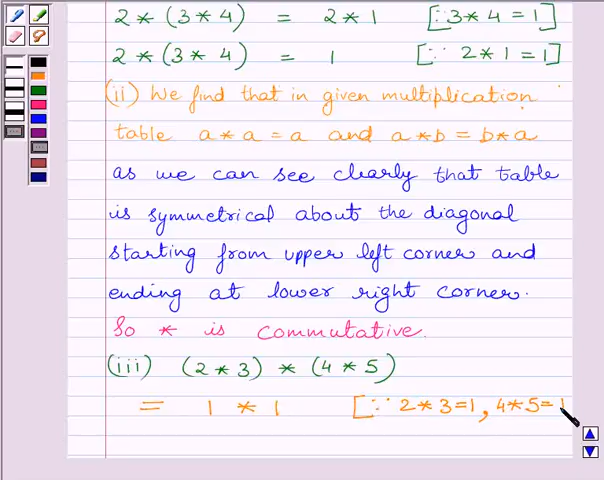 2 * (3 * 4) = 2 * 1 [∵ 3 * 4 = 1]
2 * (3 * 4) = 1 [∵ 2 * 1 = 1]
(ii) We find that in given multiplication
table a * a = a and a * b = b * a
as we can see clearly that table
is symmetrical about the diagonal
starting from upper left corner and
ending at lower right corner.
So * is commutative.
(iii) (2 * 3) * (4 * 5)
= 1 * 1 [∵ 2 * 3 = 1, 4 * 5 = 1